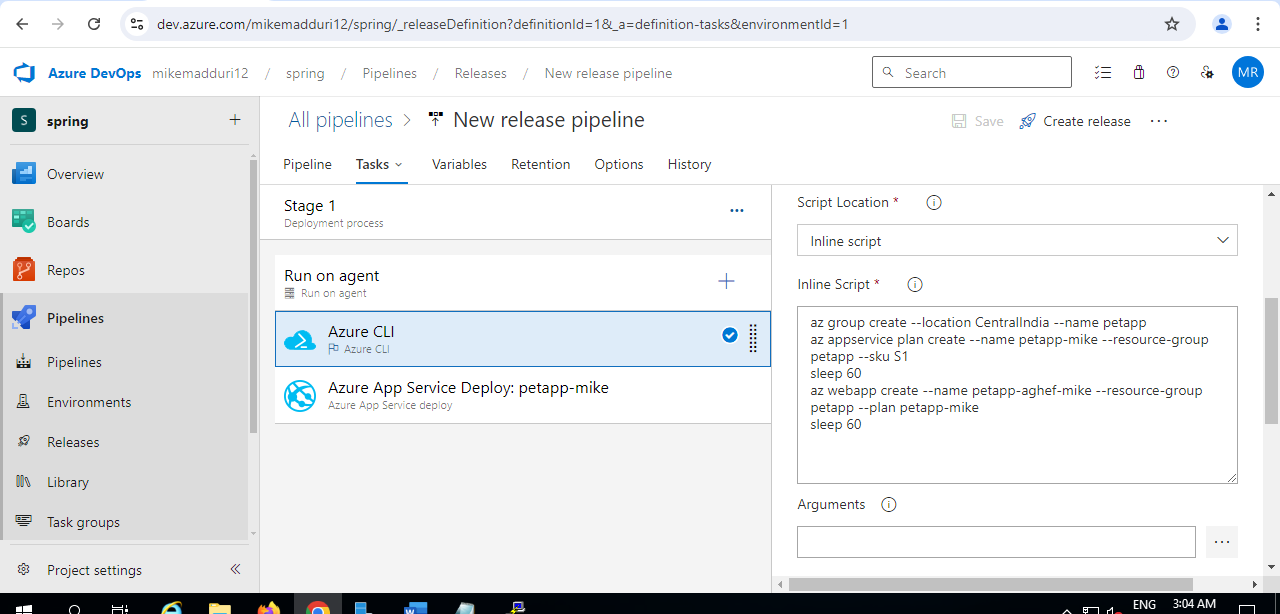 dev.azure.com/mikemadduri12/spring/_releaseDefinition?definitionId=1&_a=definition-tasks&environmentId=1
Azure DevOps mikemadduri12 / spring / Pipelines / Releases / New release pipeline Search MR
S spring +
All pipelines > New release pipeline Save Create release ...
Pipeline Tasks Variables Retention Options History
Overview
Boards
Repos
Pipelines
Pipelines
Environments
Releases
Library
Task groups
Project settings «
Stage 1 ...
Deployment process
Run on agent +
Run on agent
Azure CLI
Azure CLI
Azure App Service Deploy: petapp-mike
Azure App Service deploy
Script Location *
Inline script
Inline Script *
az group create --location CentralIndia --name petapp
az appservice plan create --name petapp-mike --resource-group
petapp --sku S1
sleep 60
az webapp create --name petapp-aghef-mike --resource-group
petapp --plan petapp-mike
sleep 60
Arguments
...
ENG 3:04 AM